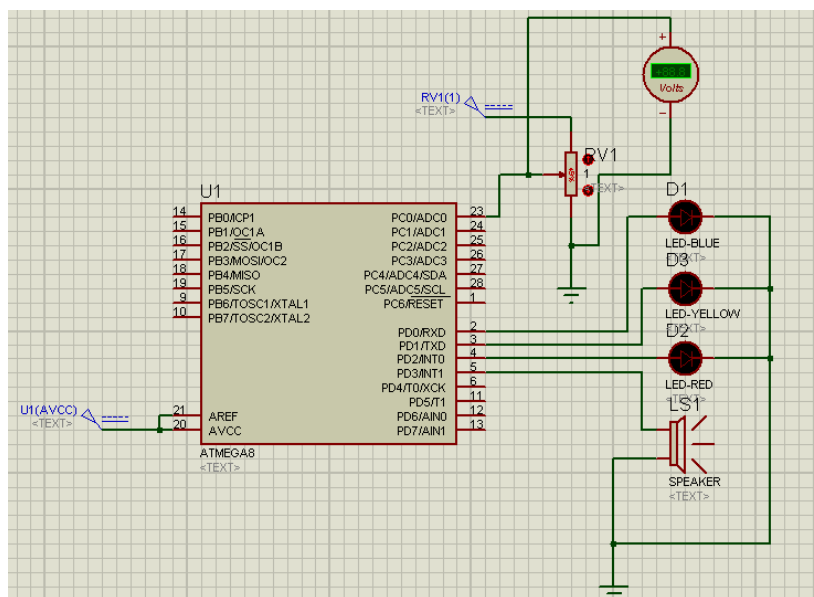 +88.8
Volts
RV1(1)
<TEXT>
RV1
1
<TEXT>
U1
14 PB0/ICP1 PC0/ADC0 23
15 PB1/OC1A PC1/ADC1 24
16 PB2/SS/OC1B PC2/ADC2 25
17 PB3/MOSI/OC2 PC3/ADC3 26
18 PB4/MISO PC4/ADC4/SDA 27
19 PB5/SCK PC5/ADC5/SCL 28
9 PB6/TOSC1/XTAL1 PC6/RESET 1
10 PB7/TOSC2/XTAL2
PD0/RXD 2
PD1/TXD 3
PD2/INT0 4
PD3/INT1 5
PD4/T0/XCK 6
PD5/T1 11
21 AREF PD6/AIN0 12
20 AVCC PD7/AIN1 13
U1(AVCC)
<TEXT>
ATMEGA8
<TEXT>
D1
LED-BLUE
<TEXT>
D3
LED-YELLOW
<TEXT>
D2
LED-RED
<TEXT>
LS1
SPEAKER
<TEXT>